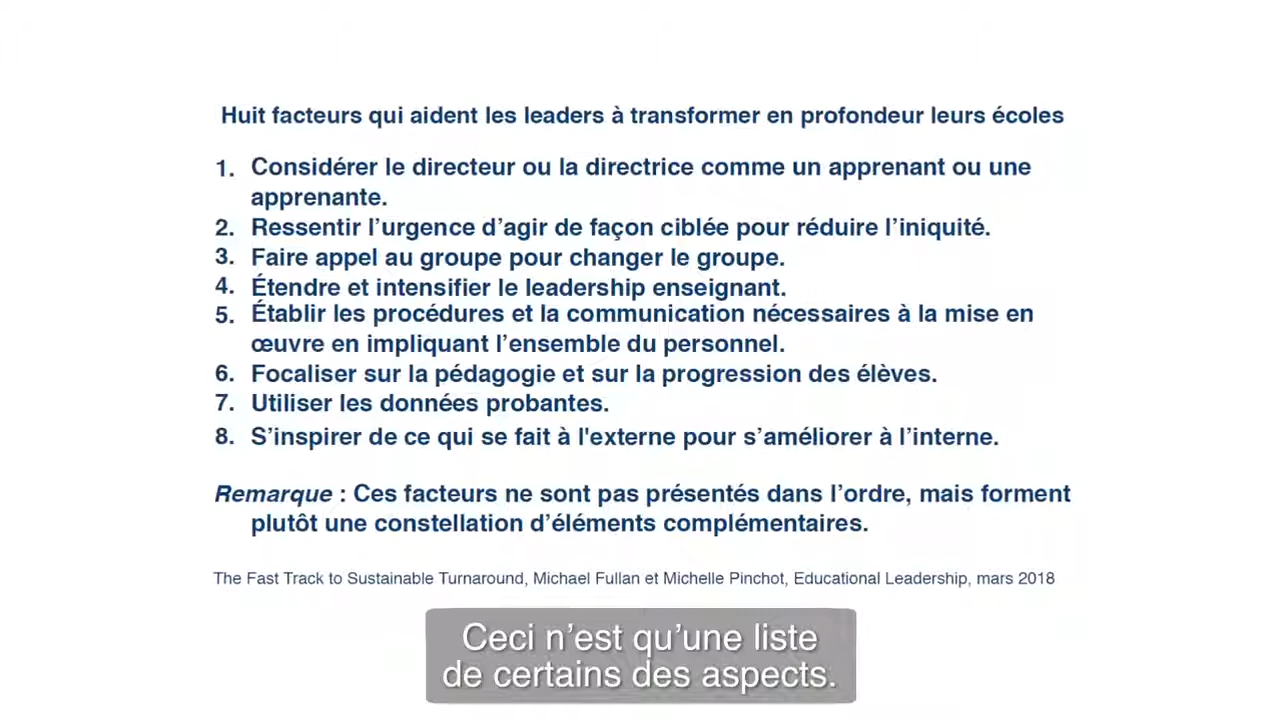 Huit facteurs qui aident les leaders à transformer en profondeur leurs écoles
1. Considérer le directeur ou la directrice comme un apprenant ou une
apprenante.
2. Ressentir l’urgence d’agir de façon ciblée pour réduire l’iniquité.
3. Faire appel au groupe pour changer le groupe.
4. Étendre et intensifier le leadership enseignant.
5. Établir les procédures et la communication nécessaires à la mise en
œuvre en impliquant l’ensemble du personnel.
6. Focaliser sur la pédagogie et sur la progression des élèves.
7. Utiliser les données probantes.
8. S’inspirer de ce qui se fait à l'externe pour s’améliorer à l’interne.
Remarque : Ces facteurs ne sont pas présentés dans l’ordre, mais forment
plutôt une constellation d’éléments complémentaires.
The Fast Track to Sustainable Turnaround, Michael Fullan et Michelle Pinchot, Educational Leadership, mars 2018
Ceci n’est qu’une liste
de certains des aspects.